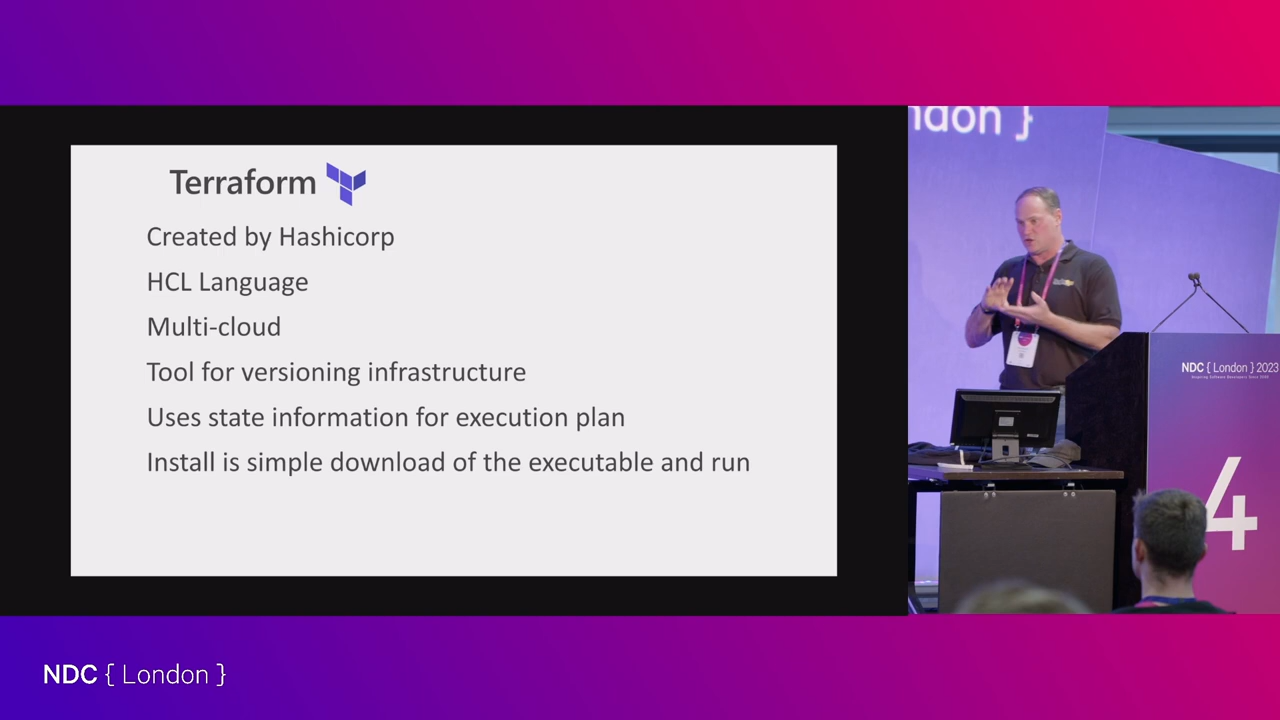 Terraform
Created by Hashicorp
HCL Language
Multi-cloud
Tool for versioning infrastructure
Uses state information for execution plan
Install is simple download of the executable and run
ndon }
NDC { London } 2023
4
NDC { London }